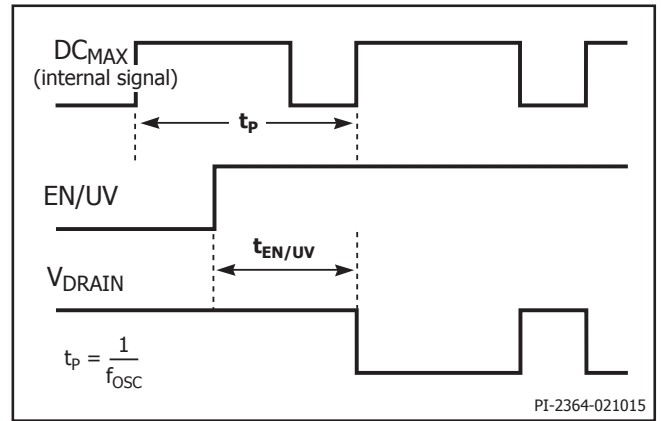 DCMAX
(internal signal)
tP
EN/UV
tEN/UV
VDRAIN
tP = 1
fOSC
PI-2364-021015